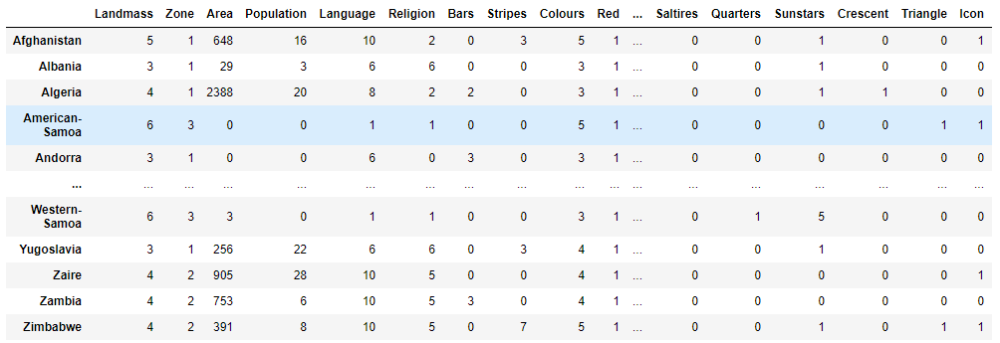 Landmass Zone Area Population Language Religion Bars Stripes Colours Red ... Saltires Quarters Sunstars Crescent Triangle Icon
Afghanistan 5 1 648 16 10 2 0 3 5 1 ... 0 0 1 0 0 1
Albania 3 1 29 3 6 6 0 0 3 1 ... 0 0 1 0 0 0
Algeria 4 1 2388 20 8 2 2 0 3 1 ... 0 0 1 1 0 0
American-
Samoa 6 3 0 0 1 1 0 0 5 1 ... 0 0 0 0 1 1
Andorra 3 1 0 0 6 0 3 0 3 1 ... 0 0 0 0 0 0
... ... ... ... ... ... ... ... ... ... ... ... ... ... ... ... ... ...
Western-
Samoa 6 3 3 0 1 1 0 0 3 1 ... 0 1 5 0 0 0
Yugoslavia 3 1 256 22 6 6 0 3 4 1 ... 0 0 1 0 0 0
Zaire 4 2 905 28 10 5 0 0 4 1 ... 0 0 0 0 0 1
Zambia 4 2 753 6 10 5 3 0 4 1 ... 0 0 0 0 0 1
Zimbabwe 4 2 391 8 10 5 0 7 5 1 ... 0 0 1 0 1 1